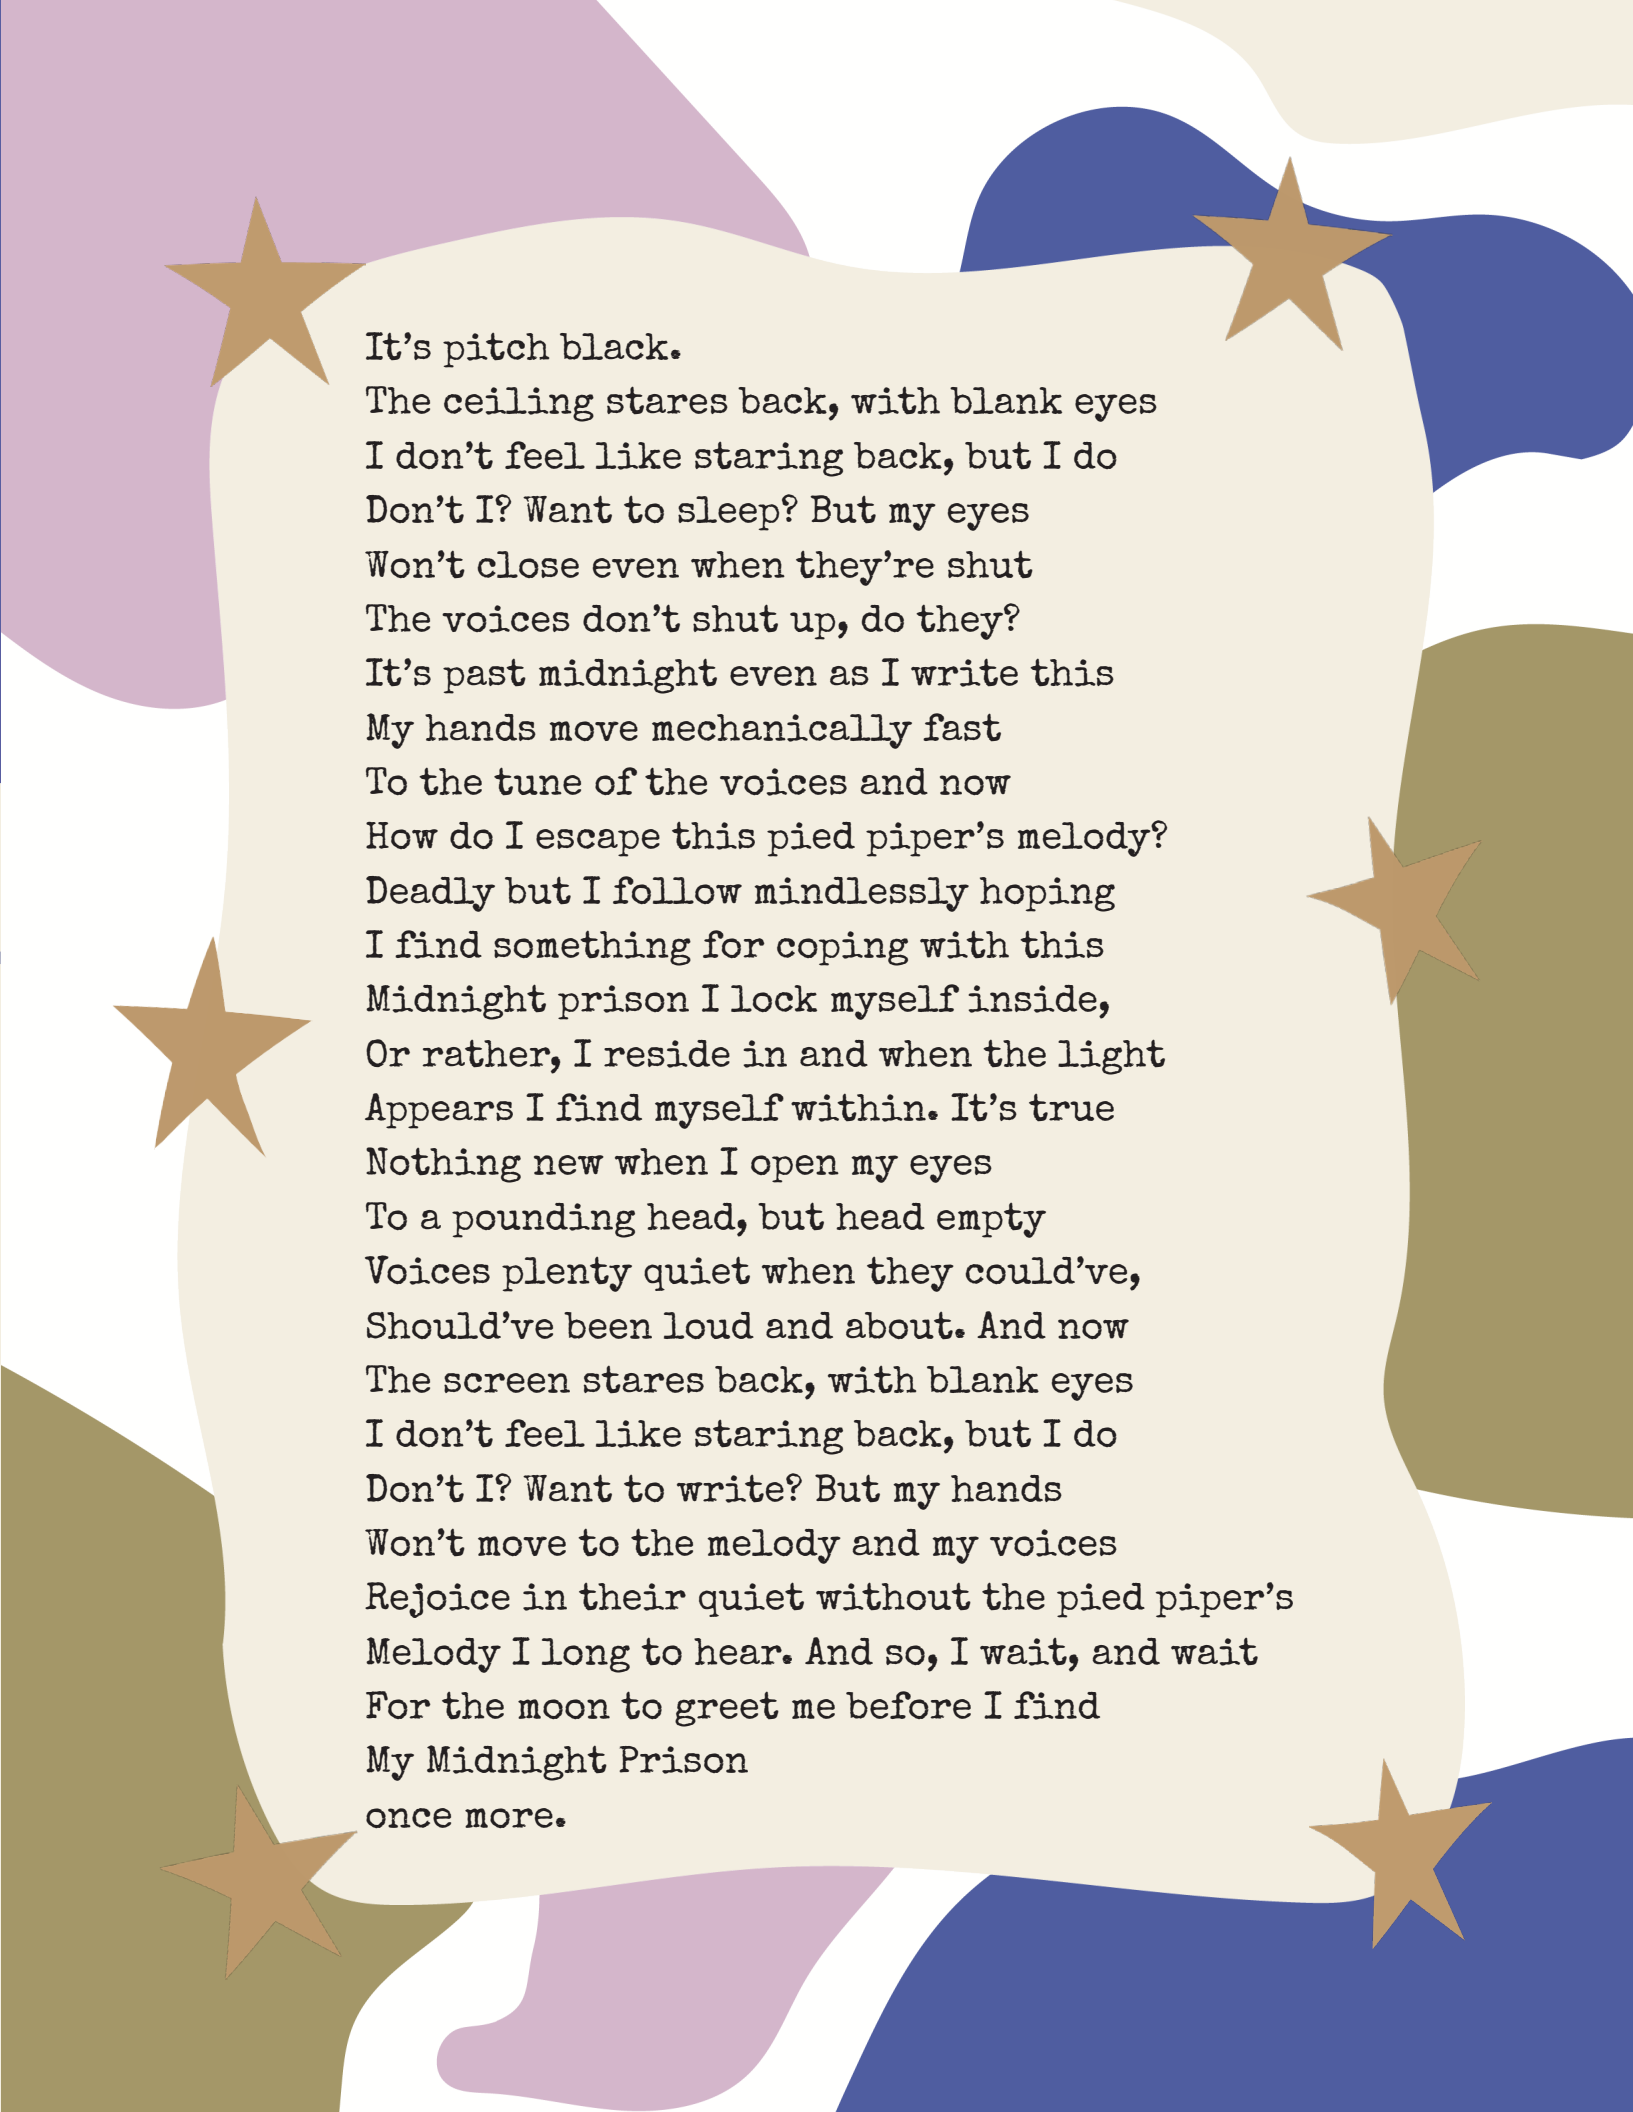 It’s pitch black.
The ceiling stares back, with blank eyes
I don’t feel like staring back, but I do
Don’t I? Want to sleep? But my eyes
Won’t close even when they’re shut
The voices don’t shut up, do they?
It’s past midnight even as I write this
My hands move mechanically fast
To the tune of the voices and now
How do I escape this pied piper’s melody?
Deadly but I follow mindlessly hoping
I find something for coping with this
Midnight prison I lock myself inside,
Or rather, I reside in and when the light
Appears I find myself within. It’s true
Nothing new when I open my eyes
To a pounding head, but head empty
Voices plenty quiet when they could’ve,
Should’ve been loud and about. And now
The screen stares back, with blank eyes
I don’t feel like staring back, but I do
Don’t I? Want to write? But my hands
Won’t move to the melody and my voices
Rejoice in their quiet without the pied piper’s
Melody I long to hear. And so, I wait, and wait
For the moon to greet me before I find
My Midnight Prison
once more.